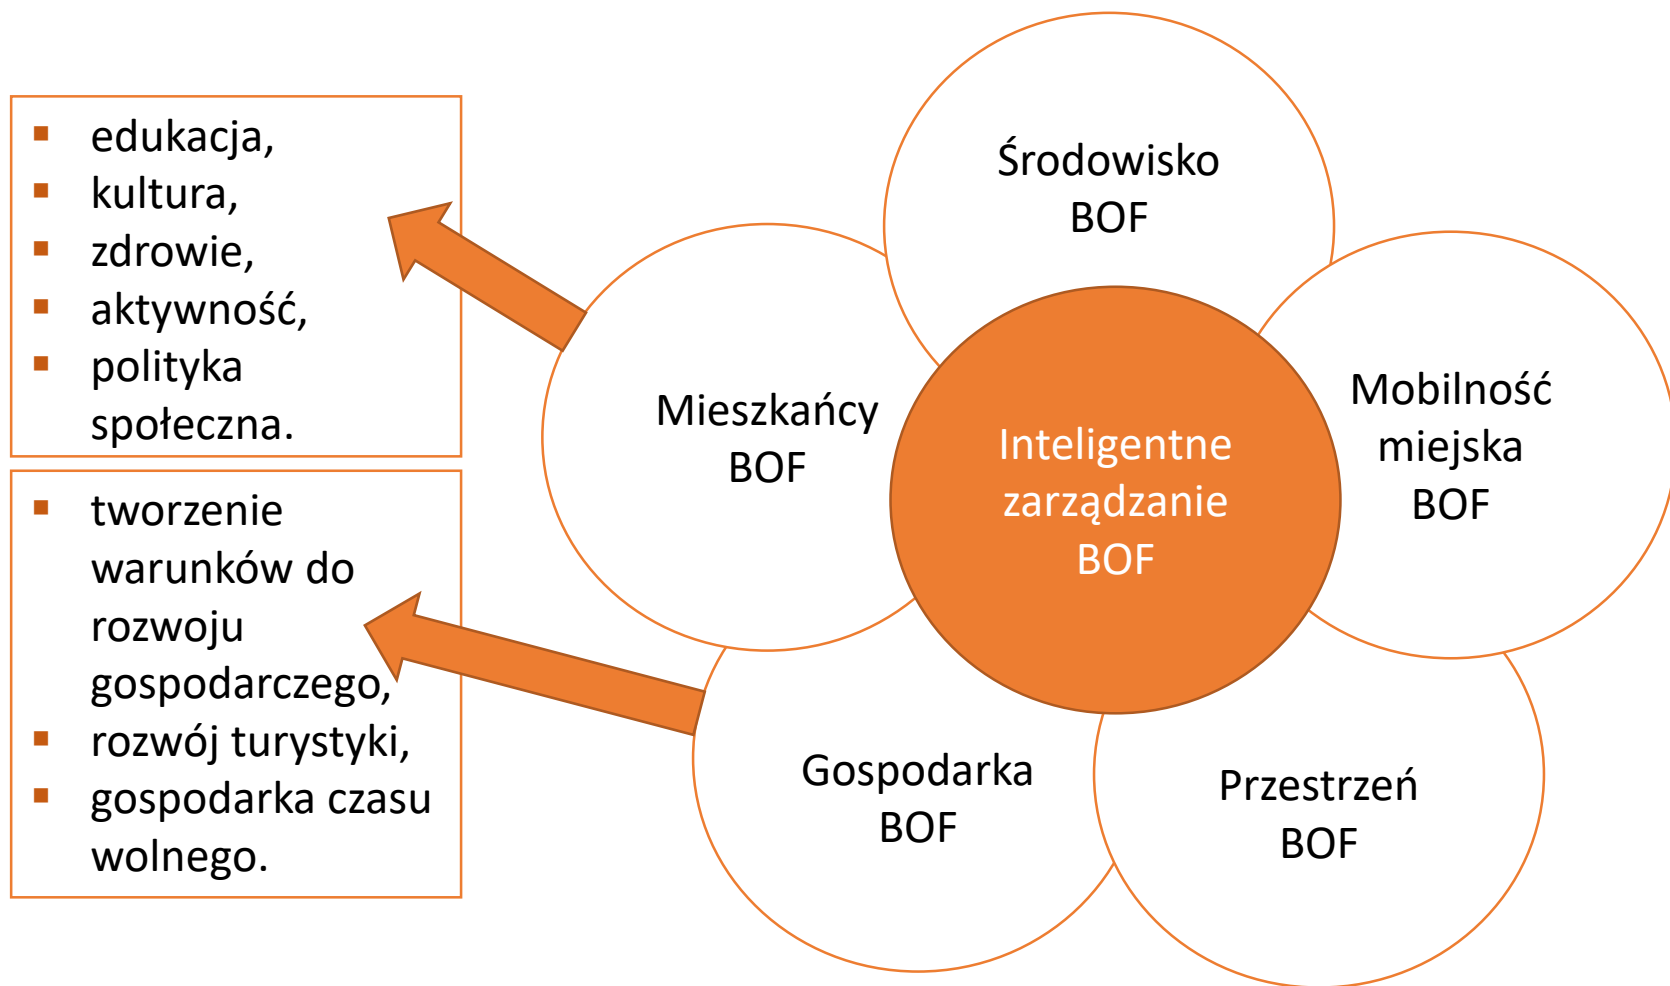 edukacja,
kultura,
zdrowie,
aktywność,
polityka
społeczna.
tworzenie
warunków do
rozwoju
gospodarczego,
rozwój turystyki,
gospodarka czasu
wolnego.
Środowisko
BOF
Mieszkańcy
BOF
Inteligentne
zarządzanie
BOF
Mobilność
miejska
BOF
Gospodarka
BOF
Przestrzeń
BOF